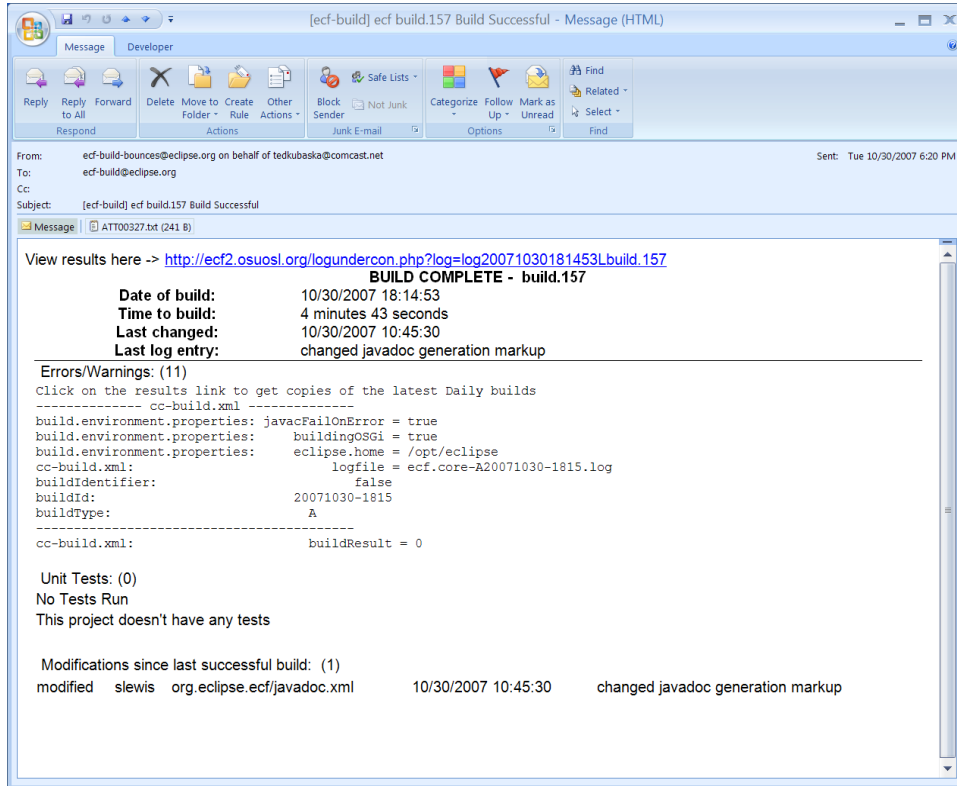 [ecf-build] ecf build.157 Build Successful - Message (HTML)
Message Developer
Reply Reply to All Forward Delete Move to Folder Create Rule Other Actions Block Sender Safe Lists Not Junk Categorize Follow Up Mark as Unread Find Related Select
Respond Actions Junk E-mail Options Find
From: ecf-build-bounces@eclipse.org on behalf of tedkubaska@comcast.net Sent: Tue 10/30/2007 6:20 PM
To: ecf-build@eclipse.org
Cc:
Subject: [ecf-build] ecf build.157 Build Successful
Message ATT00327.txt (241 B)
View results here -> http://ecf2.osuosl.org/logundercon.php?log=log20071030181453Lbuild.157
BUILD COMPLETE - build.157
Date of build: 10/30/2007 18:14:53
Time to build: 4 minutes 43 seconds
Last changed: 10/30/2007 10:45:30
Last log entry: changed javadoc generation markup
Errors/Warnings: (11)
Click on the results link to get copies of the latest Daily builds
-------------- cc-build.xml --------------
build.environment.properties: javacFailOnError = true
build.environment.properties: buildingOSGi = true
build.environment.properties: eclipse.home = /opt/eclipse
cc-build.xml: logfile = ecf.core-A20071030-1815.log
buildIdentifier: false
buildId: 20071030-1815
buildType: A
------------------------------------------
cc-build.xml: buildResult = 0
Unit Tests: (0)
No Tests Run
This project doesn't have any tests
Modifications since last successful build: (1)
modified slewis org.eclipse.ecf/javadoc.xml 10/30/2007 10:45:30 changed javadoc generation markup